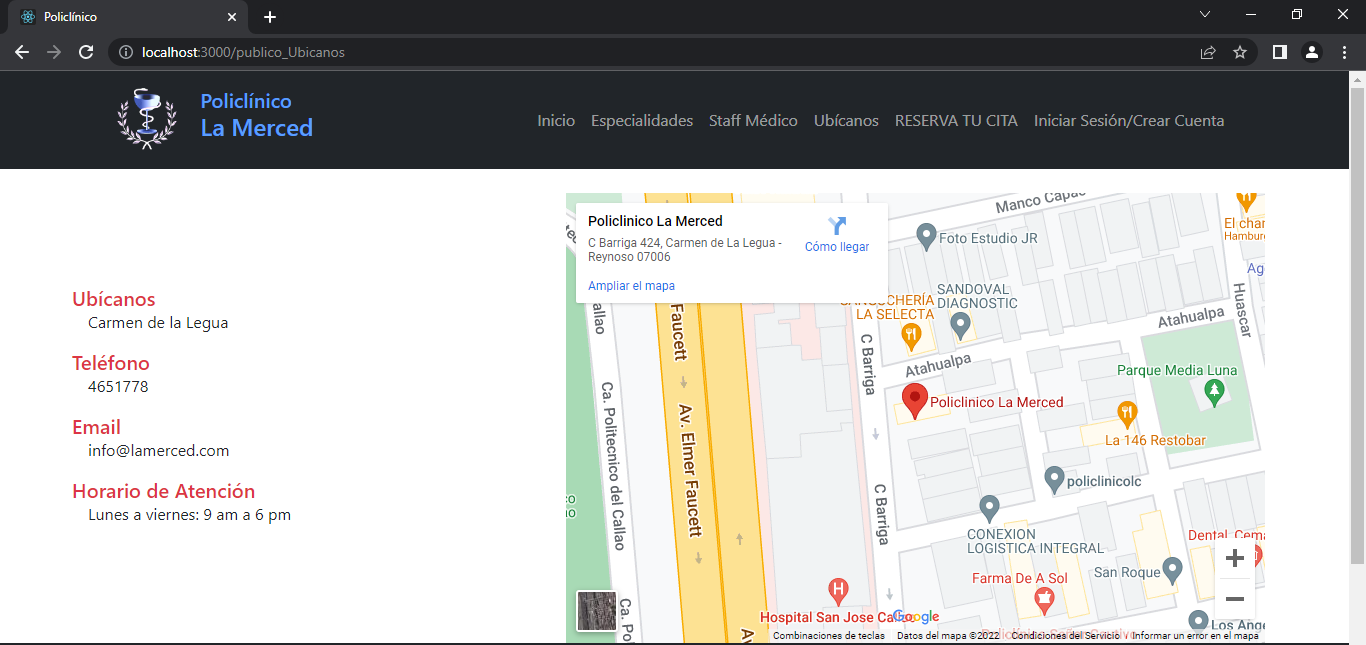 Policlínico
localhost:3000/publico_Ubicanos
Policlínico
La Merced
Inicio
Especialidades
Staff Médico
Ubícanos
RESERVA TU CITA
Iniciar Sesión/Crear Cuenta
Ubícanos
Carmen de la Legua
Teléfono
4651778
Email
info@lamerced.com
Horario de Atención
Lunes a viernes: 9 am a 6 pm
Policlinico La Merced
C Barriga 424, Carmen de La Legua -
Reynoso 07006
Cómo llegar
Ampliar el mapa
Manco Capac
El char
Hamburg
Foto Estudio JR
SANDOVAL
DIAGNOSTIC
SANGUCHERÍA
LA SELECTA
Huascar
Atahualpa
Atahualpa
allao
Faucett
C Barriga
Parque Media Luna
Policlinico La Merced
Ca. Politecnico del Callao
Av. Elmer Faucett
La 146 Restobar
policlinicolc
C Barriga
CONEXION
LOGISTICA INTEGRAL
Dental, Cema
San Roque
Farma De A Sol
Hospital San Jose
Google
Ca. Po
Los Ange
Combinaciones de teclas
Datos del mapa ©2022
Condiciones del Servicio
Informar un error en el mapa